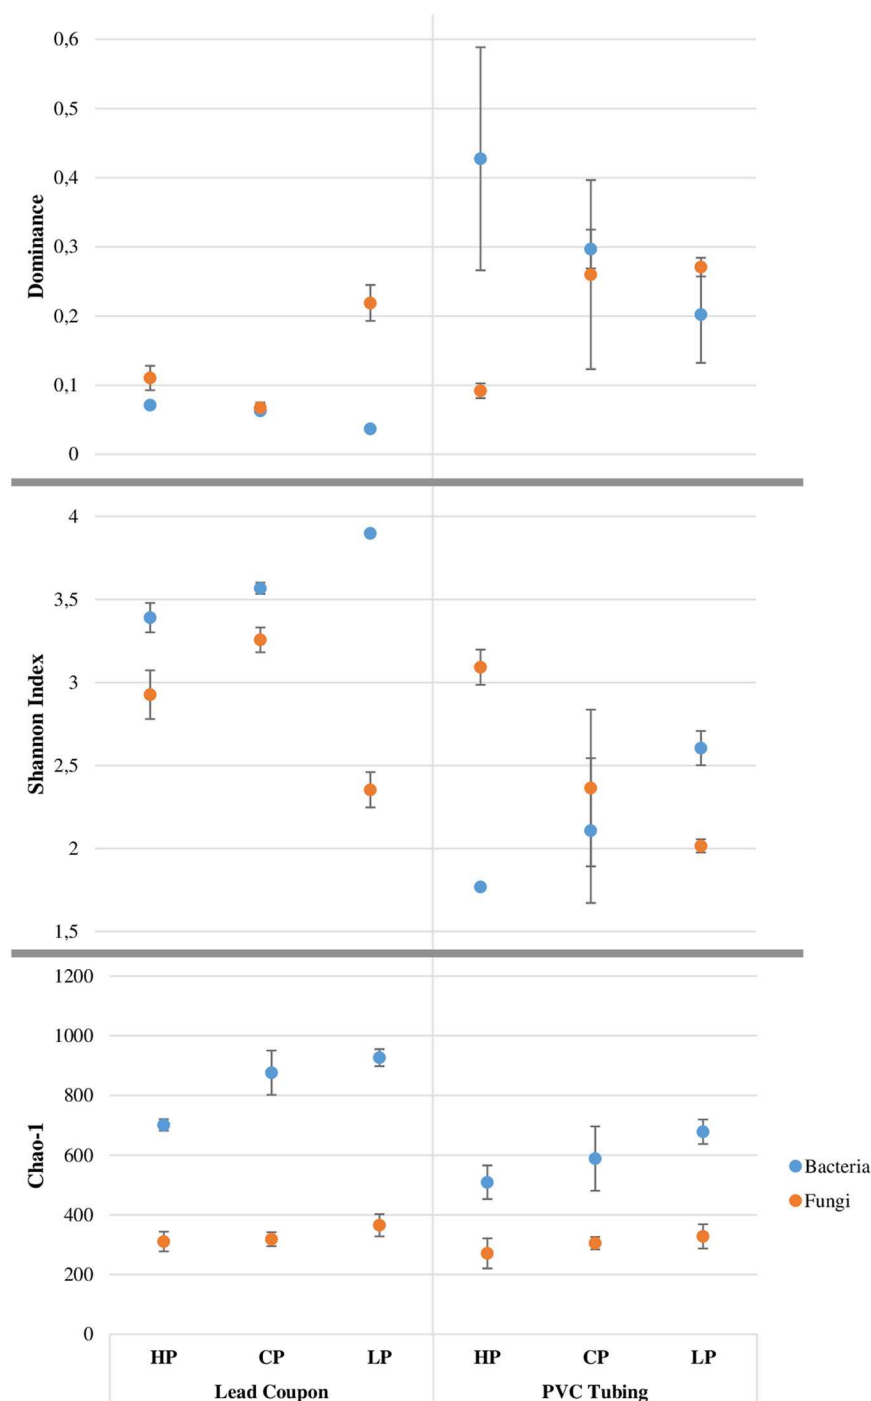 0,6
0,5
0,4
0,3
0,2
0,1
0
Dominance
4
3,5
3
2,5
2
1,5
Shannon Index
1200
1000
800
600
400
200
0
Chao-1
Bacteria
Fungi
HP CP LP HP CP LP
Lead Coupon PVC Tubing